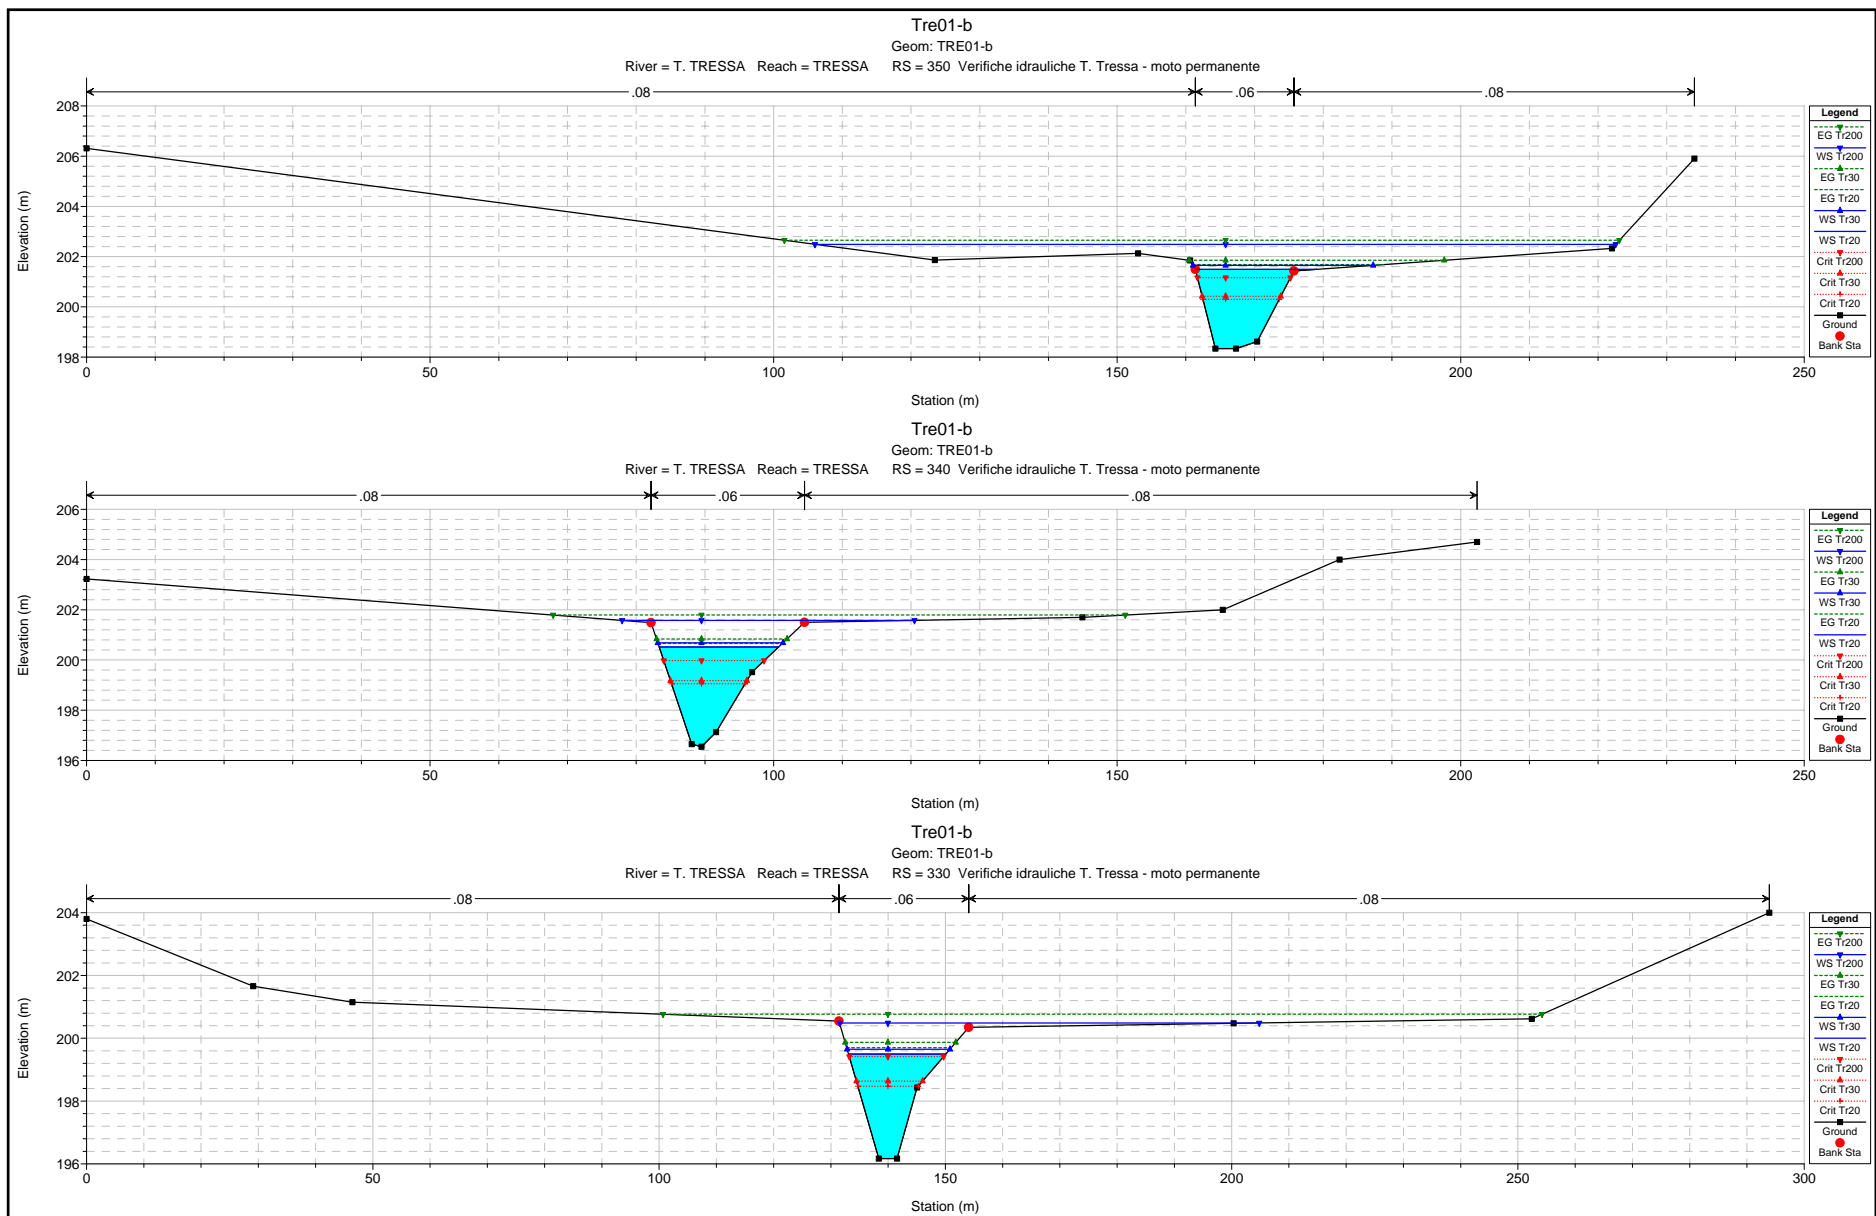 Tre01-b
Geom: TRE01-b
River = T. TRESSA Reach = TRESSA RS = 350 Verifiche idrauliche T. Tressa - moto permanente
.08 .06 .08
Elevation (m)
208
206
204
202
200
198
0 50 100 150 200 250
Station (m)
Legend
EG Tr200
WS Tr200
EG Tr30
EG Tr20
WS Tr30
WS Tr20
Crit Tr200
Crit Tr30
Crit Tr20
Ground
Bank Sta
Tre01-b
Geom: TRE01-b
River = T. TRESSA Reach = TRESSA RS = 340 Verifiche idrauliche T. Tressa - moto permanente
.08 .06 .08
Elevation (m)
206
204
202
200
198
196
0 50 100 150 200 250
Station (m)
Legend
EG Tr200
WS Tr200
EG Tr30
WS Tr30
EG Tr20
WS Tr20
Crit Tr200
Crit Tr30
Crit Tr20
Ground
Bank Sta
Tre01-b
Geom: TRE01-b
River = T. TRESSA Reach = TRESSA RS = 330 Verifiche idrauliche T. Tressa - moto permanente
.08 .06 .08
Elevation (m)
204
202
200
198
196
0 50 100 150 200 250 300
Station (m)
Legend
EG Tr200
WS Tr200
EG Tr30
EG Tr20
WS Tr30
WS Tr20
Crit Tr200
Crit Tr30
Crit Tr20
Ground
Bank Sta